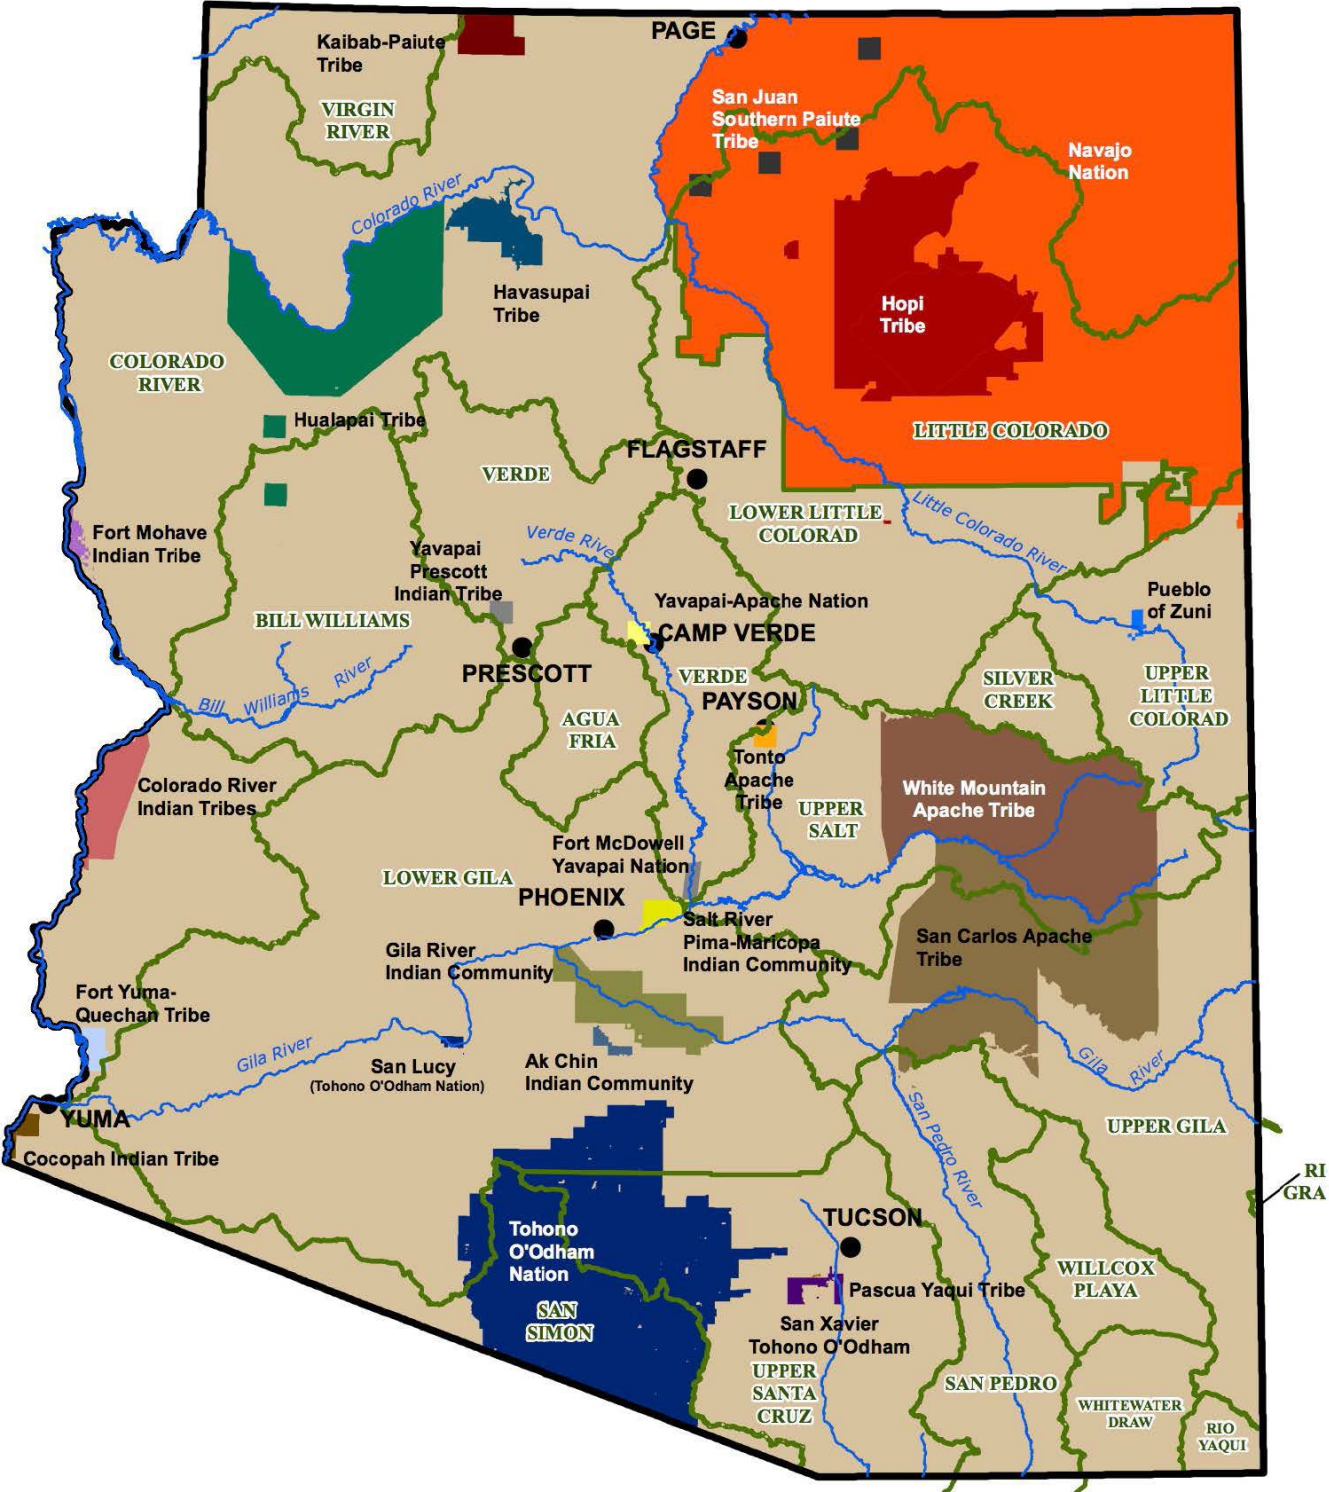 PAGE
Kaibab-Paiute
Tribe
VIRGIN
RIVER
San Juan
Southern Paiute
Tribe
Navajo
Nation
Colorado River
Havasupai
Tribe
Hopi
Tribe
COLORADO
RIVER
Hualapai Tribe
LITTLE COLORADO
FLAGSTAFF
VERDE
LOWER LITTLE
COLORAD
Little Colorado River
Fort Mohave
Indian Tribe
Verde River
Yavapai
Prescott
Indian Tribe
Yavapai-Apache Nation
Pueblo
of Zuni
BILL WILLIAMS
CAMP VERDE
PRESCOTT
VERDE
SILVER
CREEK
UPPER
LITTLE
COLORAD
Bill Williams River
PAYSON
AGUA
FRIA
Tonto
Apache
Tribe
Colorado River
Indian Tribes
White Mountain
Apache Tribe
UPPER
SALT
Fort McDowell
Yavapai Nation
LOWER GILA
PHOENIX
Salt River
Pima-Maricopa
Indian Community
San Carlos Apache
Tribe
Gila River
Indian Community
Fort Yuma-
Quechan Tribe
Gila River
San Lucy
(Tohono O'Odham Nation)
Ak Chin
Indian Community
Gila River
San Pedro River
YUMA
UPPER GILA
Cocopah Indian Tribe
RI
GRA
Tohono
O'Odham
Nation
TUCSON
WILLCOX
PLAYA
Pascua Yaqui Tribe
SAN
SIMON
San Xavier
Tohono O'Odham
UPPER
SANTA
CRUZ
SAN PEDRO
WHITEWATER
DRAW
RIO
YAQUI